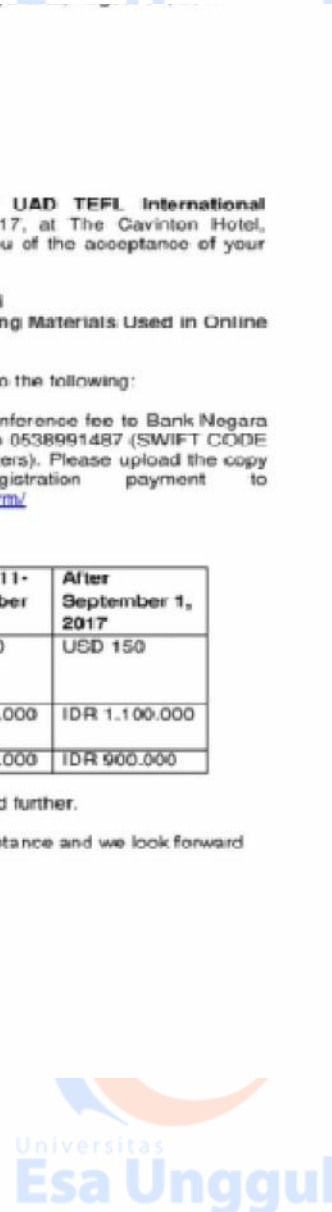 UAD TEFL International
17, at The Cavinton Hotel,
u of the acceptance of your
ng Materials Used in Online
o the following:
nference fee to Bank Negara
0538991487 (SWIFT CODE
ers). Please upload the copy
gistration payment to
rm/
11- After
ber September 1,
2017
0 USD 150
.000 IDR 1.100.000
.000 IDR 900.000
d further.
tance and we look forward
Universitas
Esa Unggul